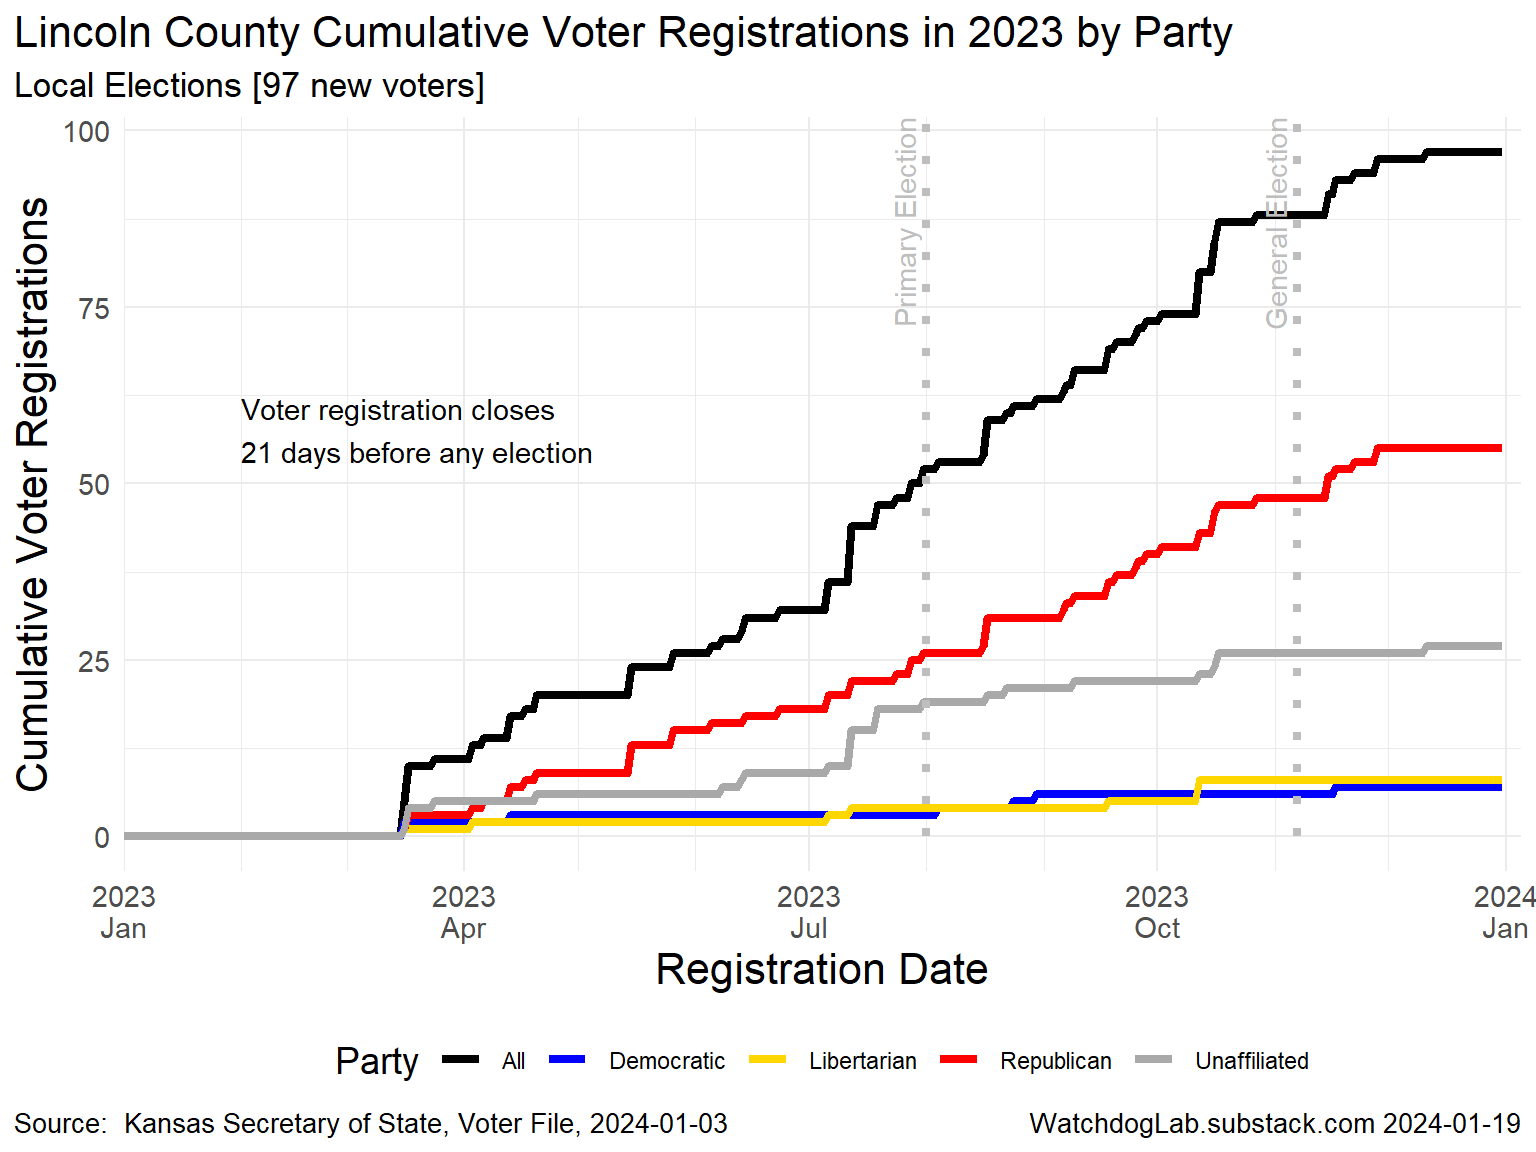 Lincoln County Cumulative Voter Registrations in 2023 by Party
Local Elections [97 new voters]
Cumulative Voter Registrations
100
75
50
25
0
Primary Election
General Election
Voter registration closes
21 days before any election
2023
Jan
2023
Apr
2023
Jul
2023
Oct
2024
Jan
Registration Date
Party
All
Democratic
Libertarian
Republican
Unaffiliated
Source:  Kansas Secretary of State, Voter File, 2024-01-03
WatchdogLab.substack.com 2024-01-19